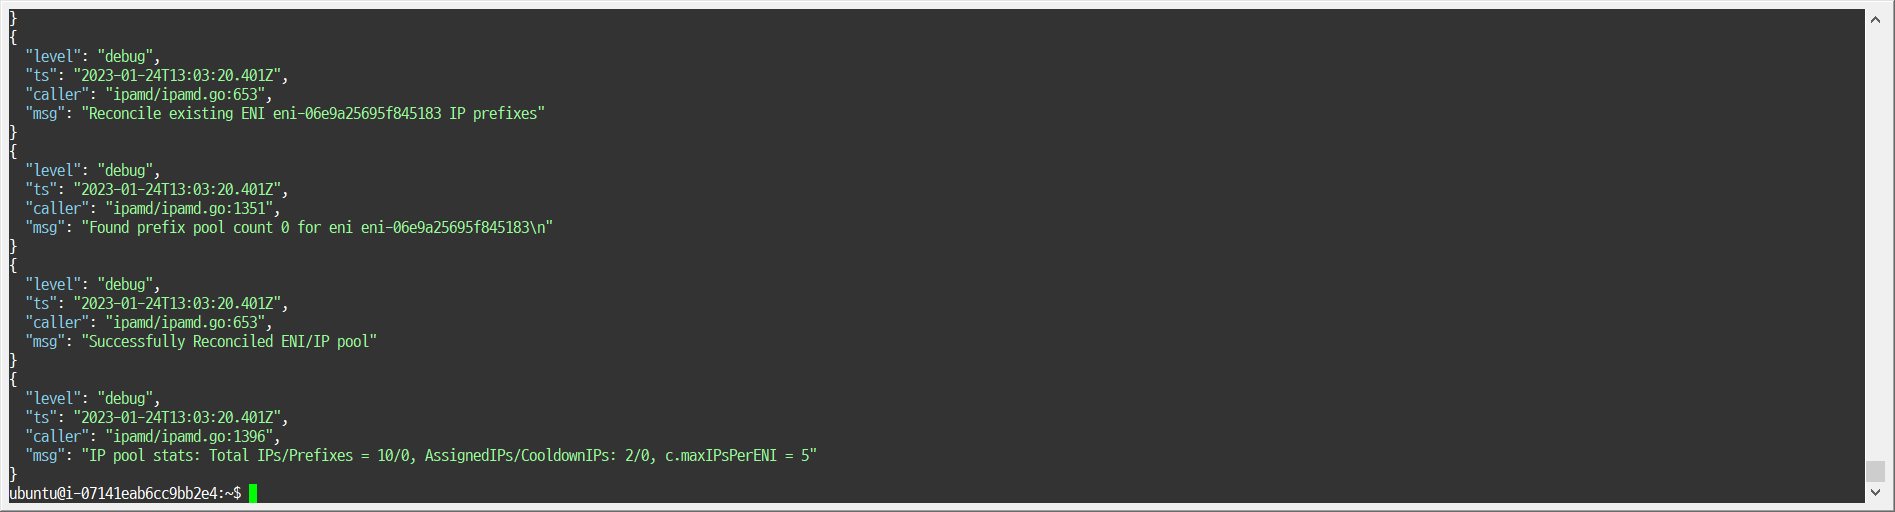 }
{
  "level": "debug",
  "ts": "2023-01-24T13:03:20.401Z",
  "caller": "ipamd/ipamd.go:653",
  "msg": "Reconcile existing ENI eni-06e9a25695f845183 IP prefixes"
}
{
  "level": "debug",
  "ts": "2023-01-24T13:03:20.401Z",
  "caller": "ipamd/ipamd.go:1351",
  "msg": "Found prefix pool count 0 for eni eni-06e9a25695f845183\n"
}
{
  "level": "debug",
  "ts": "2023-01-24T13:03:20.401Z",
  "caller": "ipamd/ipamd.go:653",
  "msg": "Successfully Reconciled ENI/IP pool"
}
{
  "level": "debug",
  "ts": "2023-01-24T13:03:20.401Z",
  "caller": "ipamd/ipamd.go:1396",
  "msg": "IP pool stats: Total IPs/Prefixes = 10/0, AssignedIPs/CooldownIPs: 2/0, c.maxIPsPerENI = 5"
}
ubuntu@i-07141eab6cc9bb2e4:~$